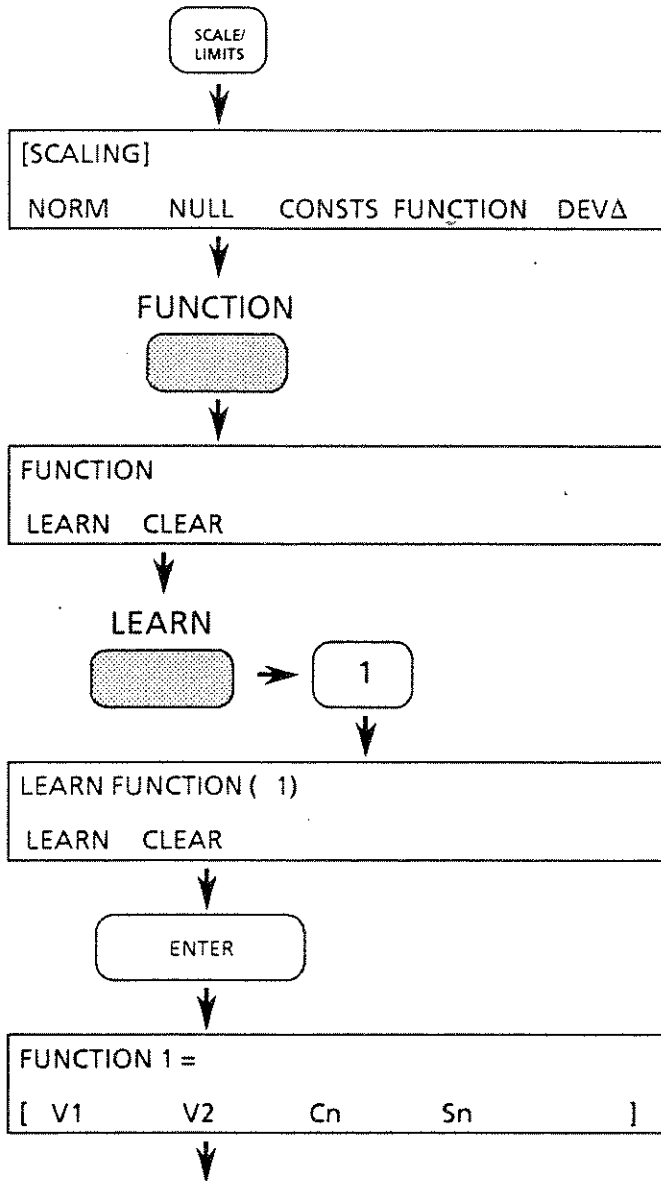 SCALE/
LIMITS
[SCALING]
NORM NULL CONSTS FUNCTION DEVΔ
FUNCTION
FUNCTION
LEARN CLEAR
LEARN
1
LEARN FUNCTION ( 1)
LEARN CLEAR
ENTER
FUNCTION 1 =
[ V1 V2 Cn Sn ]